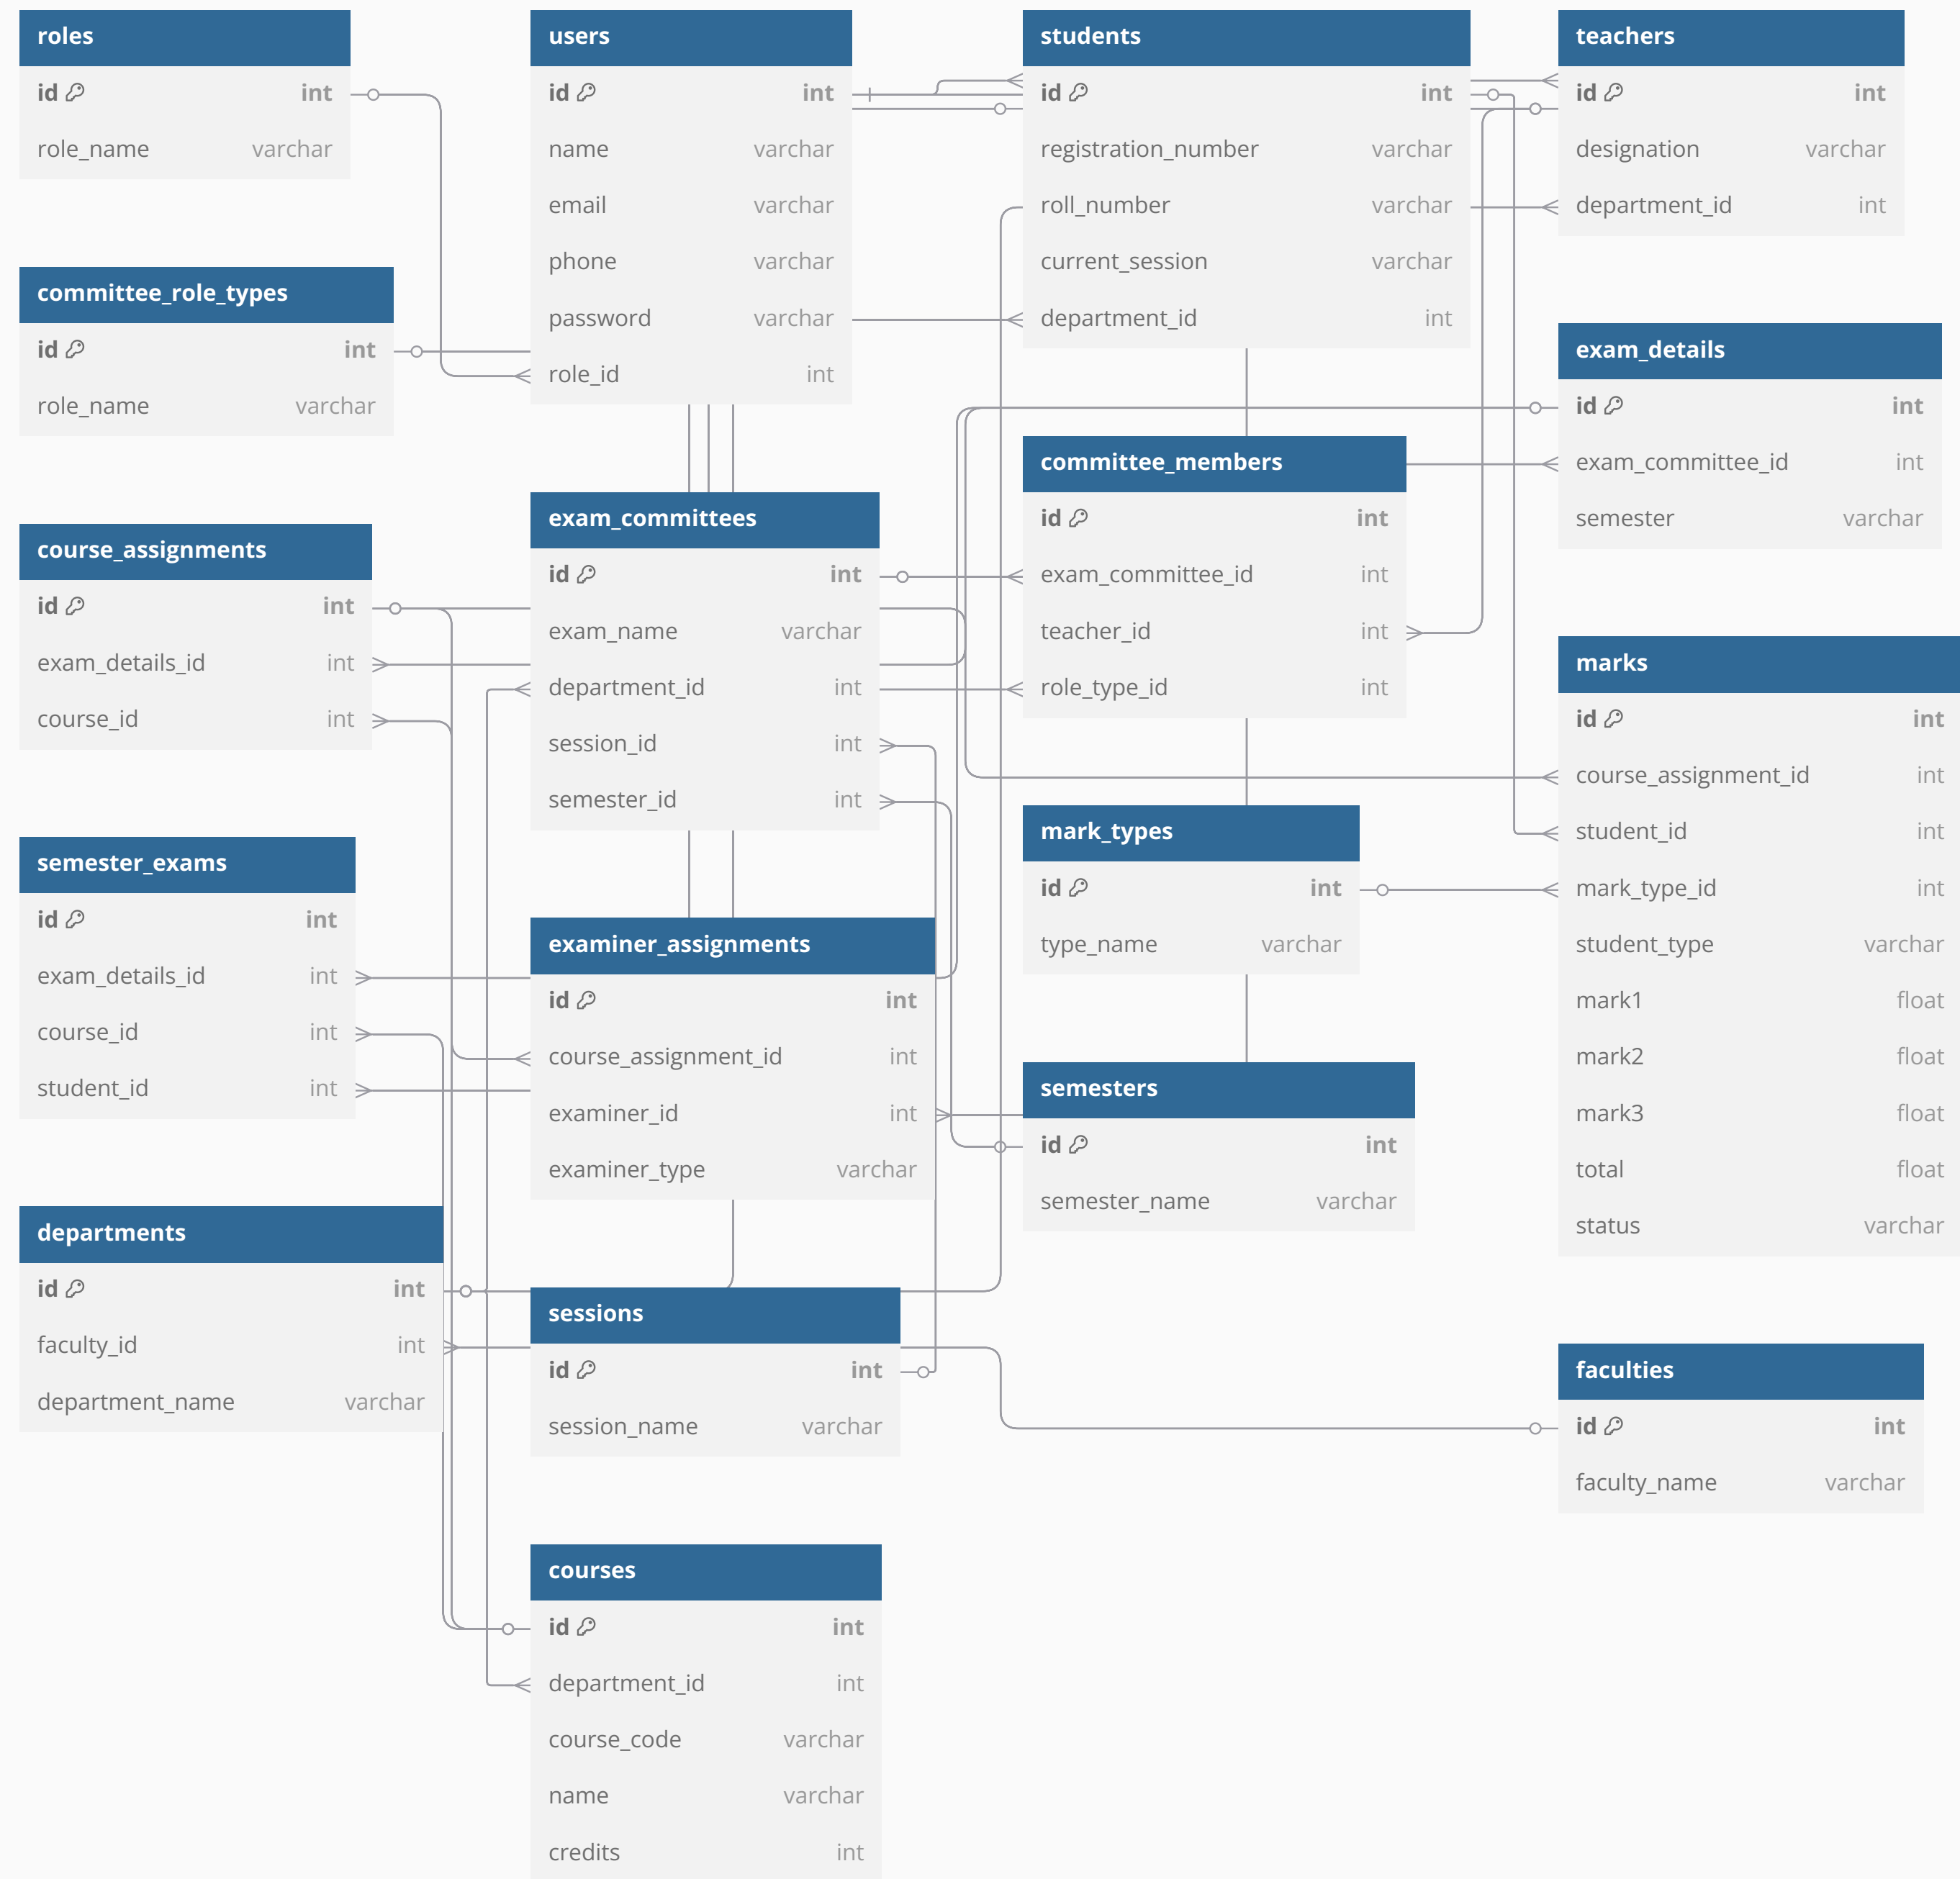 roles
id int
role_name varchar
committee_role_types
id int
role_name varchar
course_assignments
id int
exam_details_id int
course_id int
semester_exams
id int
exam_details_id int
course_id int
student_id int
departments
id int
faculty_id int
department_name varchar
users
id int
name varchar
email varchar
phone varchar
password varchar
role_id int
exam_committees
id int
exam_name varchar
department_id int
session_id int
semester_id int
examiner_assignments
id int
course_assignment_id int
examiner_id int
examiner_type varchar
sessions
id int
session_name varchar
courses
id int
department_id int
course_code varchar
name varchar
credits int
students
id int
registration_number varchar
roll_number varchar
current_session varchar
department_id int
committee_members
id int
exam_committee_id int
teacher_id int
role_type_id int
mark_types
id int
type_name varchar
semesters
id int
semester_name varchar
teachers
id int
designation varchar
department_id int
exam_details
id int
exam_committee_id int
semester varchar
marks
id int
course_assignment_id int
student_id int
mark_type_id int
student_type varchar
mark1 float
mark2 float
mark3 float
total float
status varchar
faculties
id int
faculty_name varchar